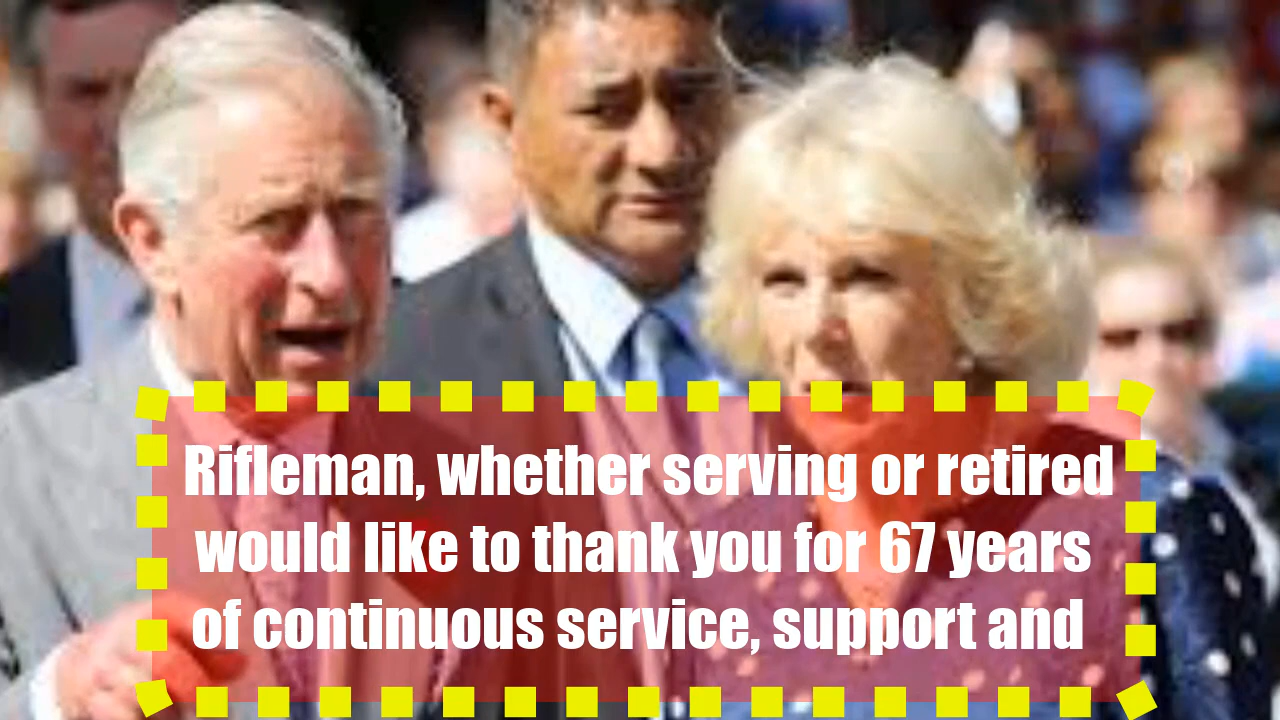 Rifleman, whether serving or retired
would like to thank you for 67 years
of continuous service, support and